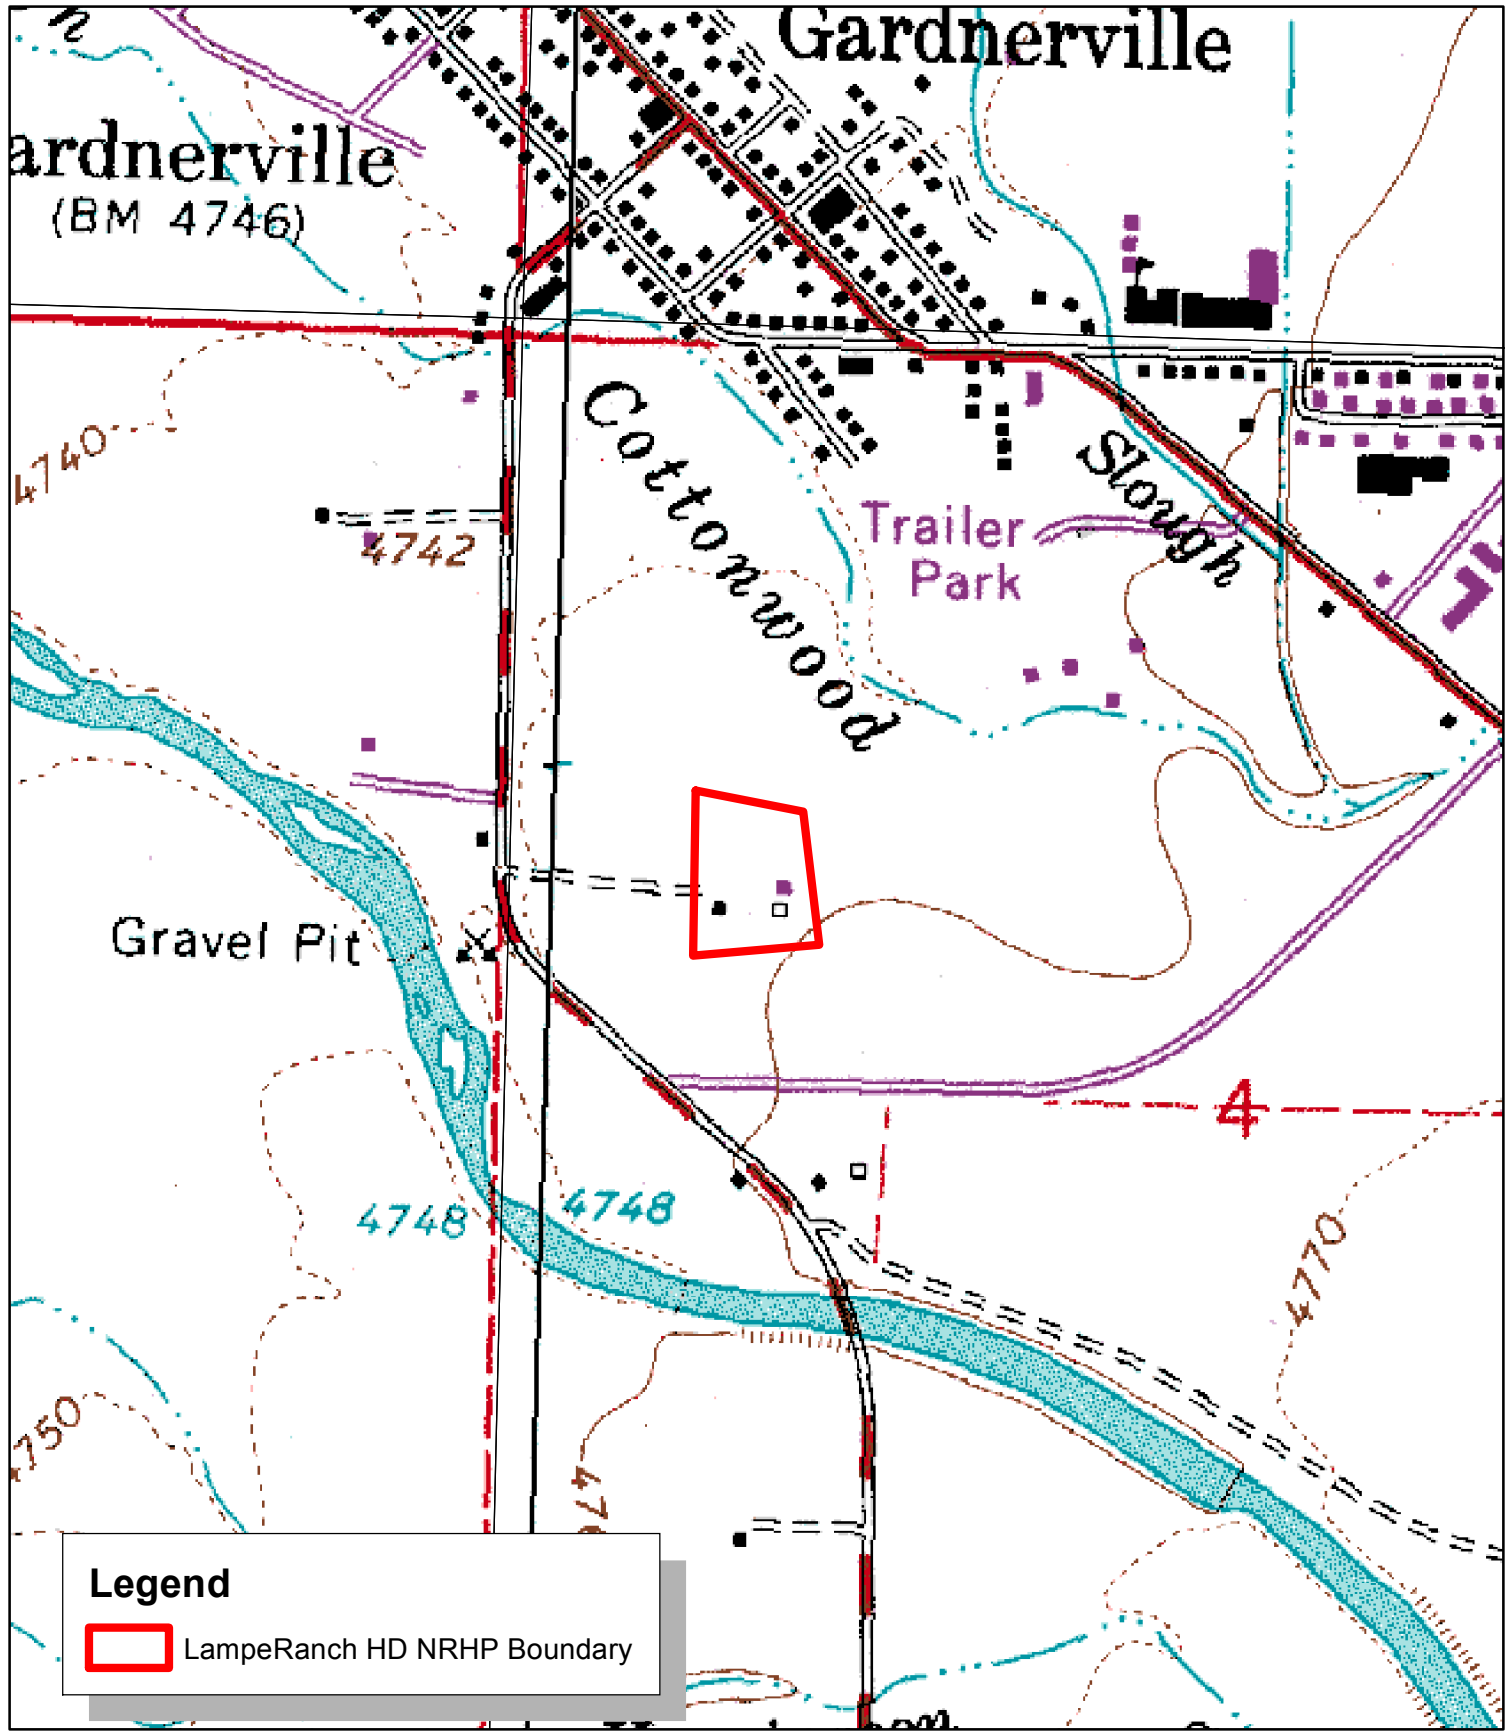 Gardnerville
ardnerville
(BM 4746)
Cottonwood
Slough
4740
4742
Trailer
Park
Gravel Pit
4
4748
4748
4770
4750
Legend
LampeRanch HD NRHP Boundary